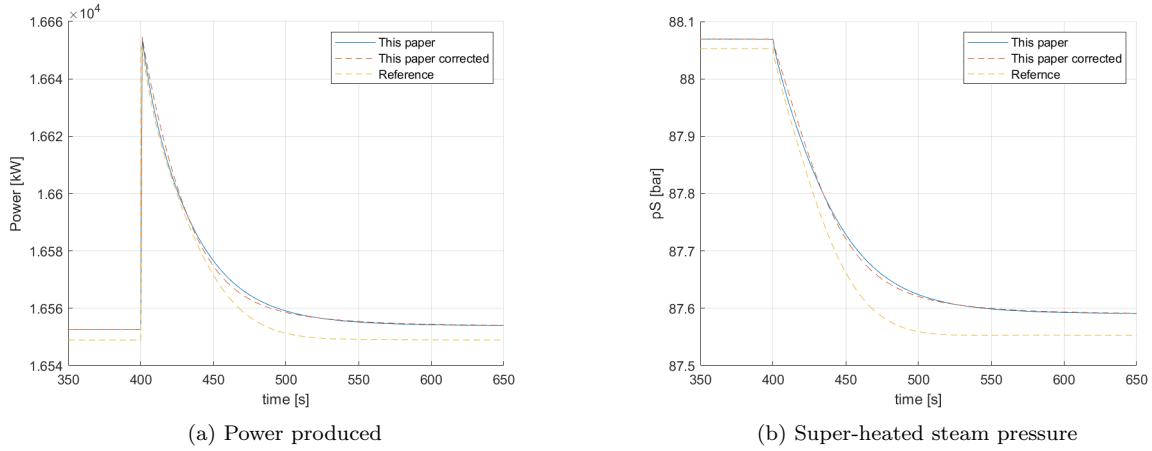 1.666 ×10⁴
1.664
1.662
1.66
1.658
1.656
1.654
Power [kW]
350 400 450 500 550 600 650
time [s]
This paper
This paper corrected
Reference
(a) Power produced
88.1
88
87.9
87.8
87.7
87.6
87.5
pS [bar]
350 400 450 500 550 600 650
time [s]
This paper
This paper corrected
Refernce
(b) Super-heated steam pressure